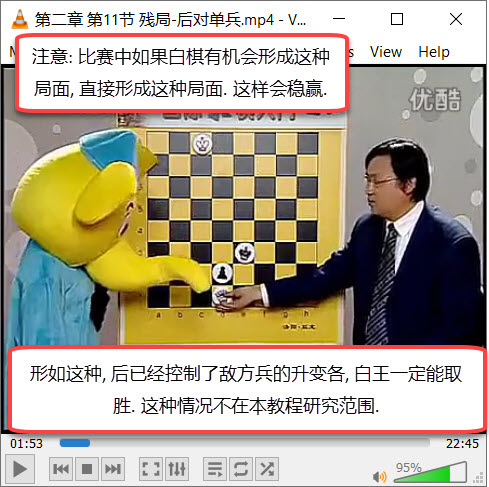 第二章 第11节 残局-后对单兵.mp4 - V...
View
Help
注意: 比赛中如果白棋有机会形成这种
局面, 直接形成这种局面. 这样会稳赢.
优酷
a b c d e f g h
形如这种, 后已经控制了敌方兵的升变各, 白王一定能取
胜. 这种情况不在本教程研究范围.
01:53
22:45
95%